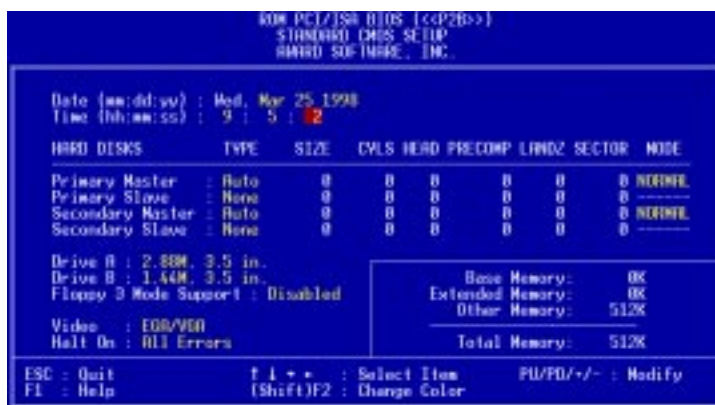 ROM PCI/ISA BIOS (<<P2B>>)
STANDARD CMOS SETUP
AWARD SOFTWARE, INC.
Date (mm:dd:yy) : Wed, Mar 25 1998
Time (hh:mm:ss) : 9 : 5 : 2
HARD DISKS TYPE SIZE CYLS HEAD PRECOMP LANDZ SECTOR MODE
Primary Master : Auto 0 0 0 0 0 0 NORMAL
Primary Slave : None 0 0 0 0 0 0 ------
Secondary Master : Auto 0 0 0 0 0 0 NORMAL
Secondary Slave : None 0 0 0 0 0 0 ------
Drive A : 2.88M, 3.5 in.
Drive B : 1.44M, 3.5 in.
Floppy 3 Mode Support : Disabled
Video : EGA/VGA
Halt On : All Errors
Base Memory: 0K
Extended Memory: 0K
Other Memory: 512K
Total Memory: 512K
ESC : Quit ↑ ↓ → ← : Select Item PU/PD/+/- : Modify
F1 : Help (Shift)F2 : Change Color